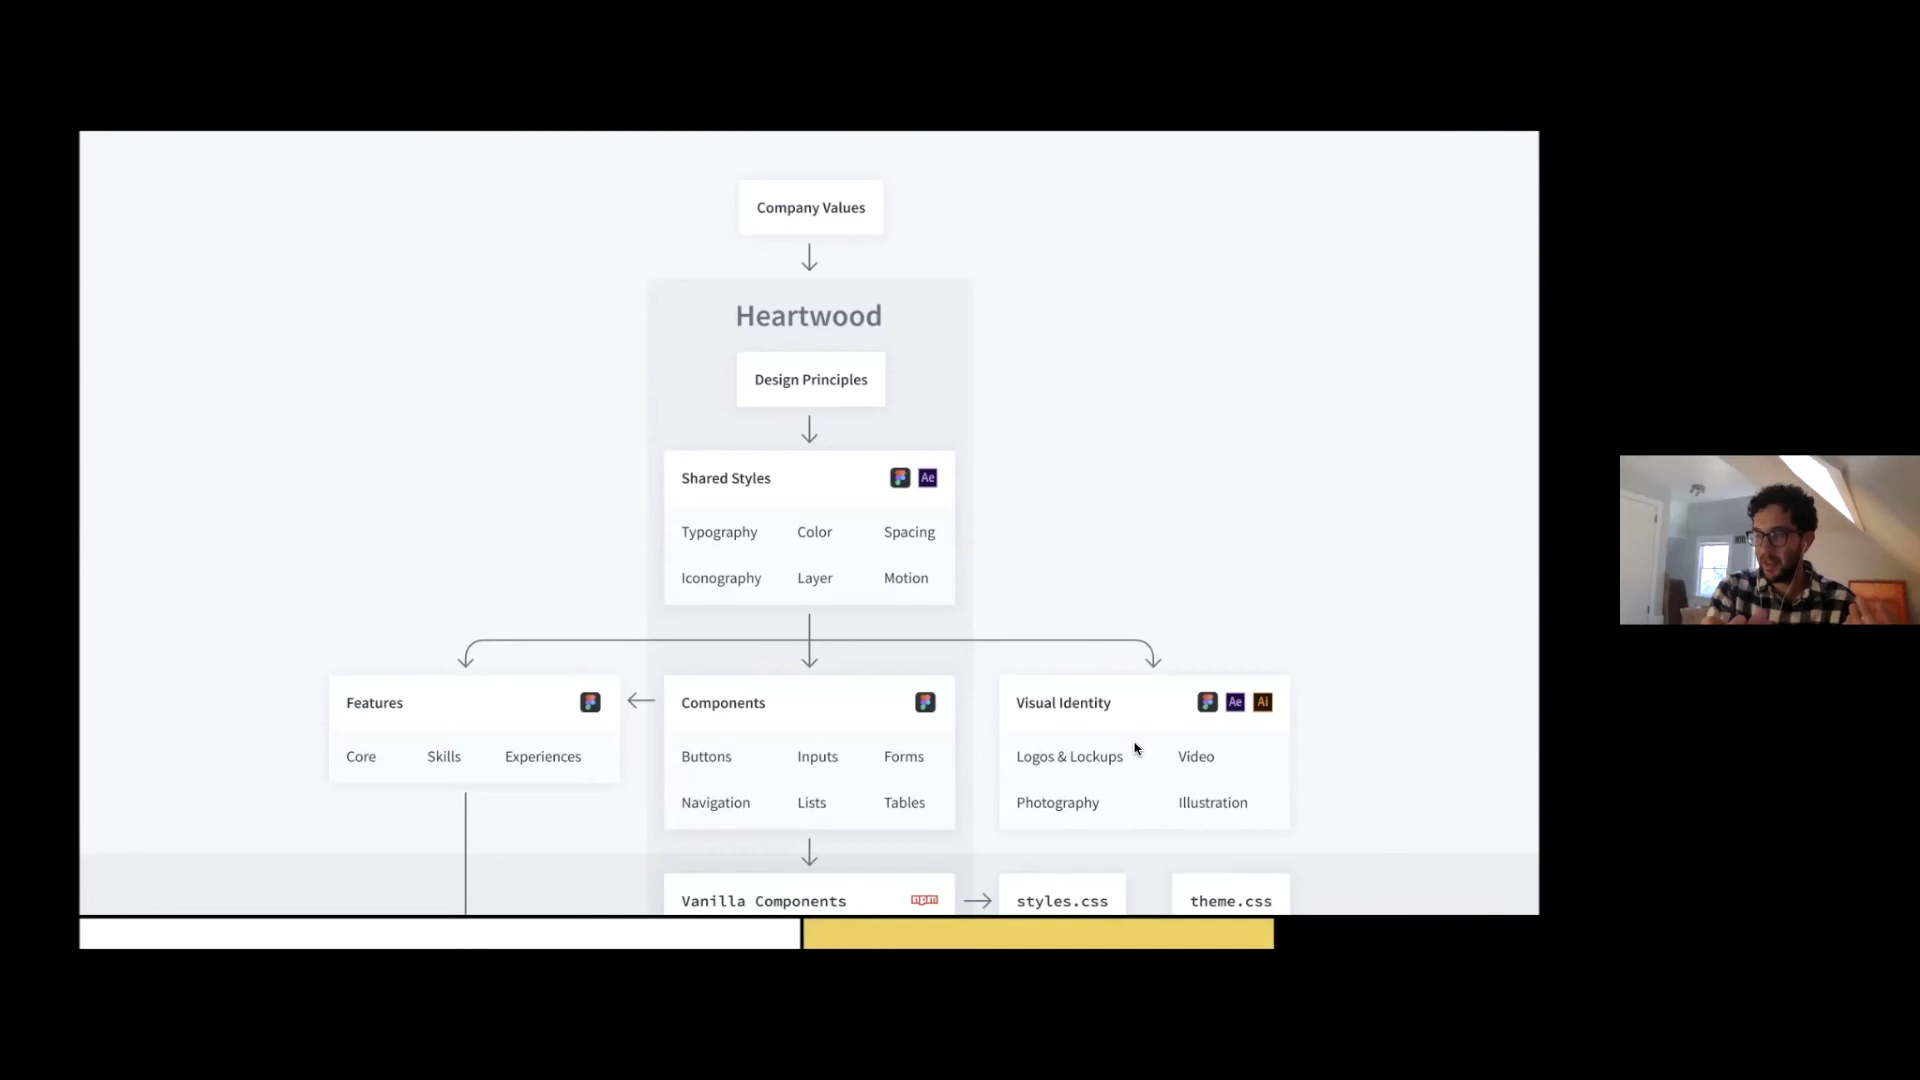 Company Values
Heartwood
Design Principles
Shared Styles Ae
Typography Color Spacing
Iconography Layer Motion
Features
Core Skills Experiences
Components
Buttons Inputs Forms
Navigation Lists Tables
Visual Identity Ae Ai
Logos & Lockups Video
Photography Illustration
Vanilla Components npm
styles.css
theme.css